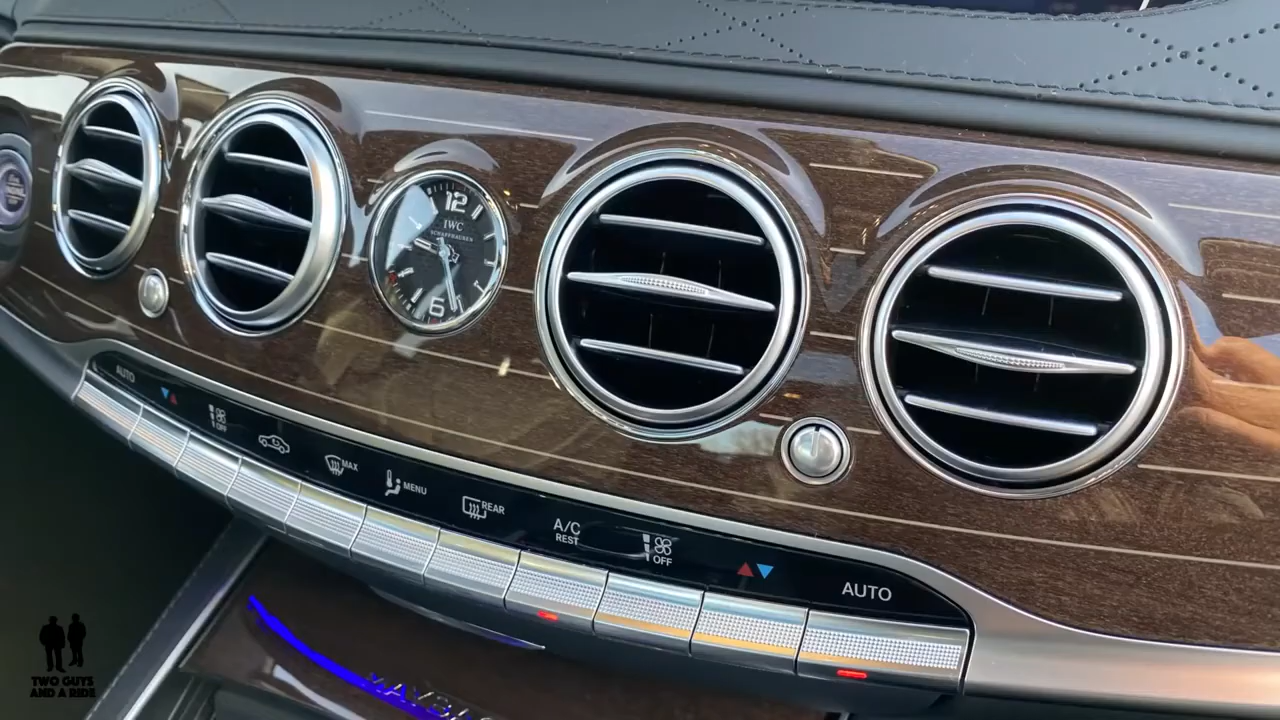 12
IWC
SCHAFFHAUSEN
6
AUTO
OFF
MAX
MENU
REAR
A/C
REST
OFF
AUTO
TWO GUYS
AND A RIDE